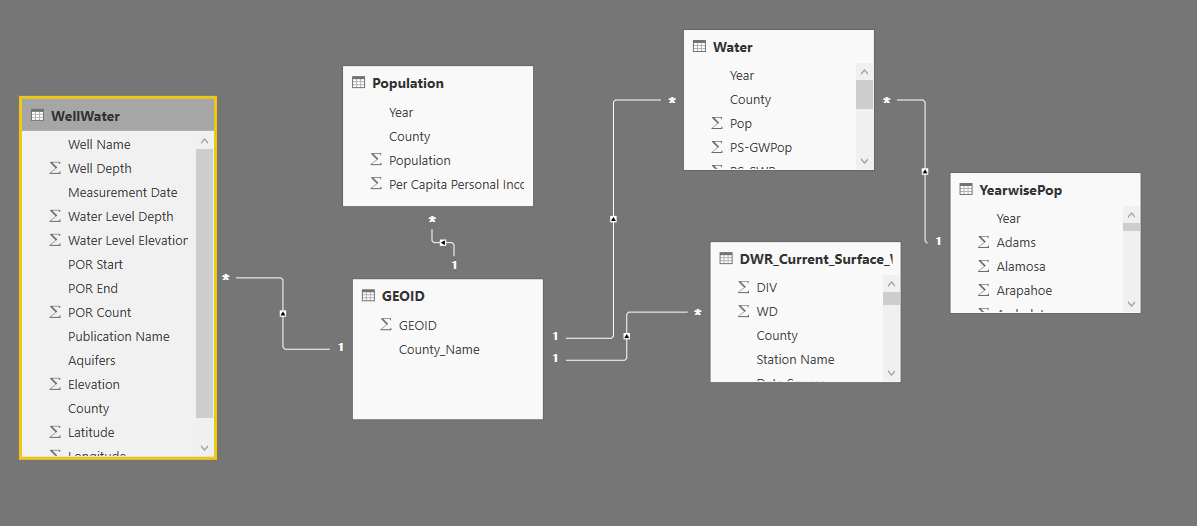 WellWater
Well Name
Well Depth
Measurement Date
Water Level Depth
Water Level Elevation
POR Start
POR End
POR Count
Publication Name
Aquifers
Elevation
County
Latitude
*
1
Population
Year
County
Population
Per Capita Personal Inco
*
1
GEOID
GEOID
County_Name
1
1
*
*
Water
Year
County
Pop
PS-GWPop
*
1
DWR_Current_Surface_W
DIV
WD
County
Station Name
YearwisePop
Year
Adams
Alamosa
Arapahoe